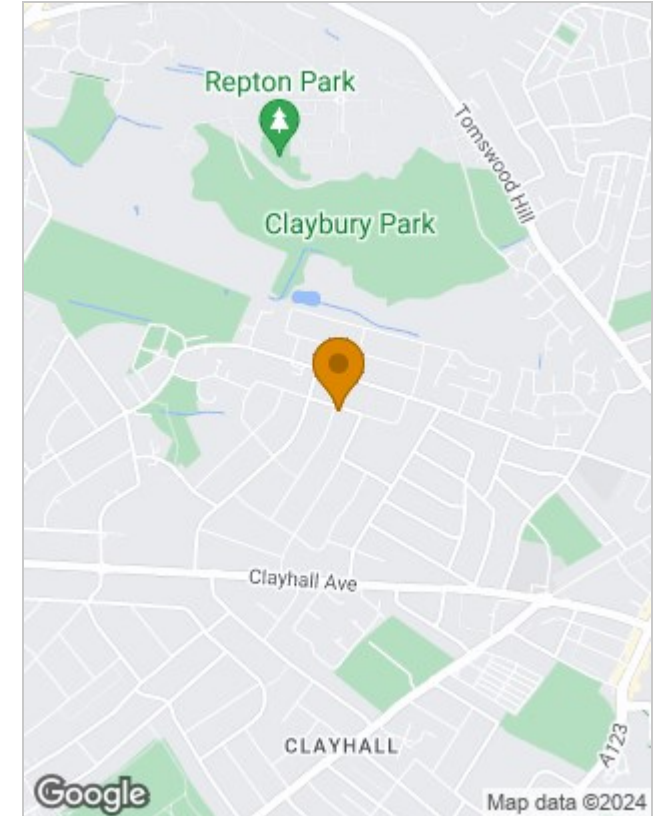 Repton Park
Tomswood Hill
Claybury Park
Clayhall Ave
CLAYHALL
A123
Google
Map data ©2024